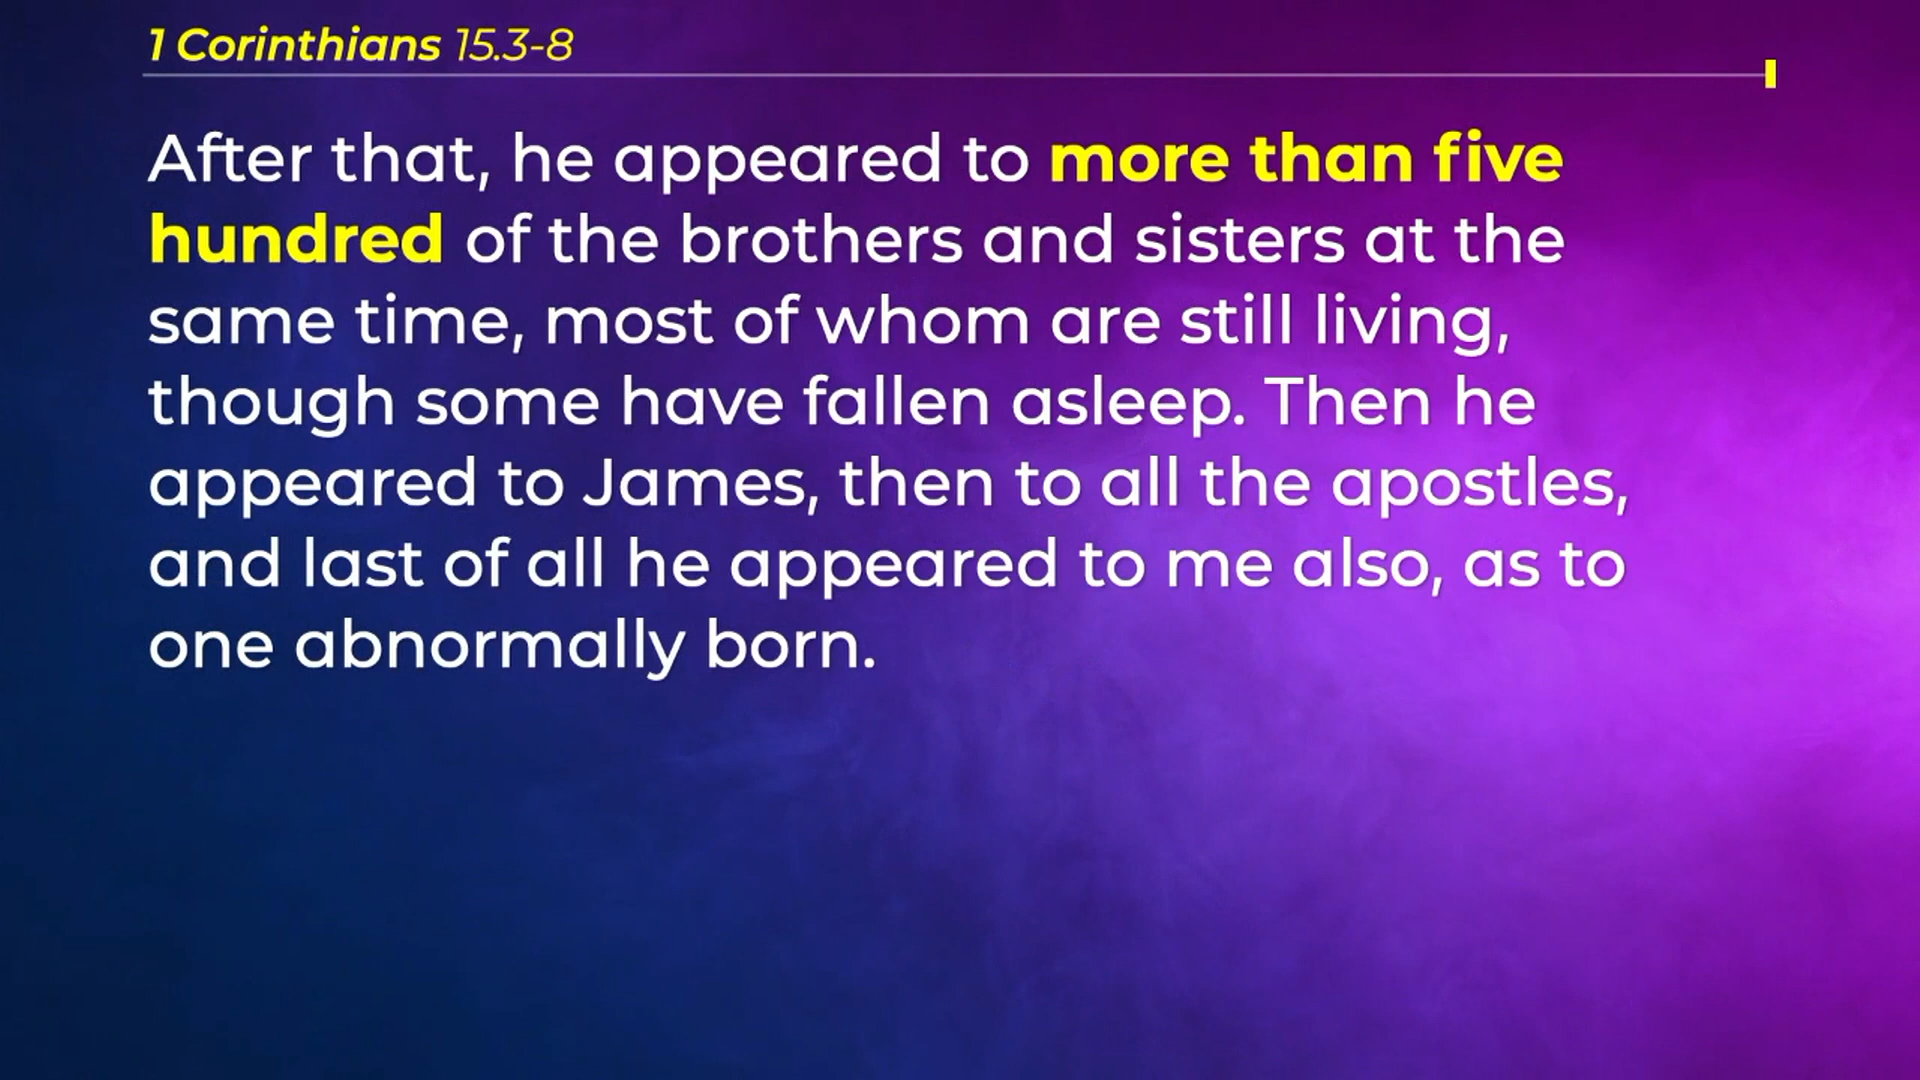 1 Corinthians 15.3-8
After that, he appeared to more than five
hundred of the brothers and sisters at the
same time, most of whom are still living,
though some have fallen asleep. Then he
appeared to James, then to all the apostles,
and last of all he appeared to me also, as to
one abnormally born.